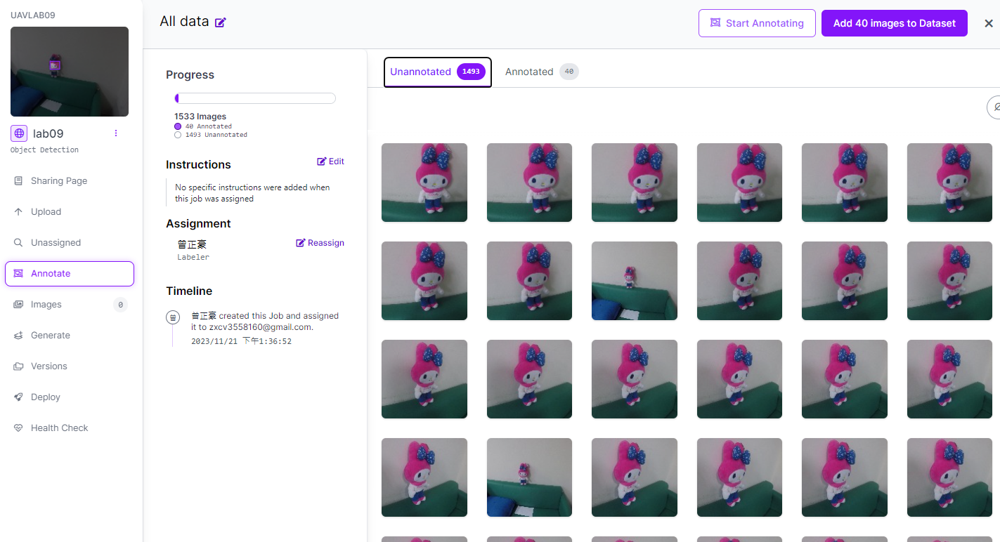 UAVLAB09
lab09
Object Detection
Sharing Page
Upload
Unassigned
Annotate
Images 0
Generate
Versions
Deploy
Health Check
All data
Start Annotating
Add 40 images to Dataset
Progress
1533 Images
40 Annotated
1493 Unannotated
Instructions
Edit
No specific instructions were added when
this job was assigned
Assignment
曾正豪
Reassign
Labeler
Timeline
曾
曾正豪 created this Job and assigned
it to zxcv3558160@gmail.com.
2023/11/21 下午1:36:52
Unannotated 1493
Annotated 40